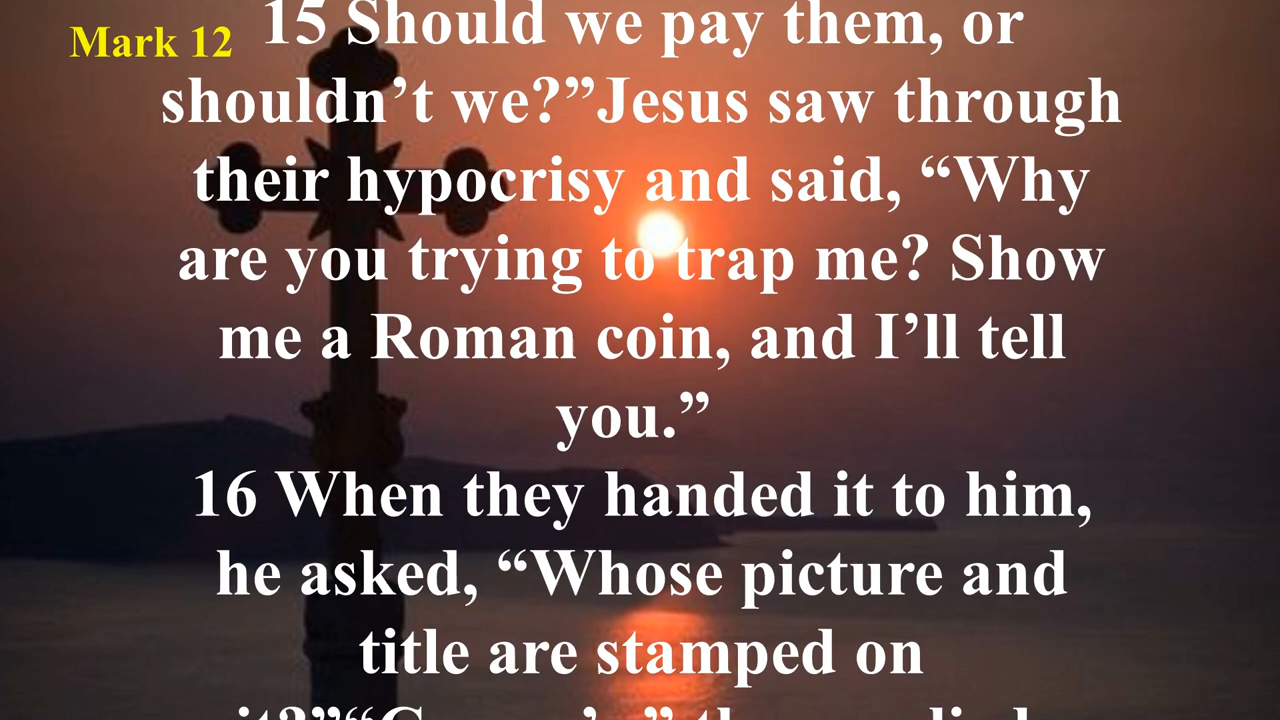 Mark 12
15 Should we pay them, or
shouldn’t we?”Jesus saw through
their hypocrisy and said, “Why
are you trying to trap me? Show
me a Roman coin, and I’ll tell
you.”
16 When they handed it to him,
he asked, “Whose picture and
title are stamped on